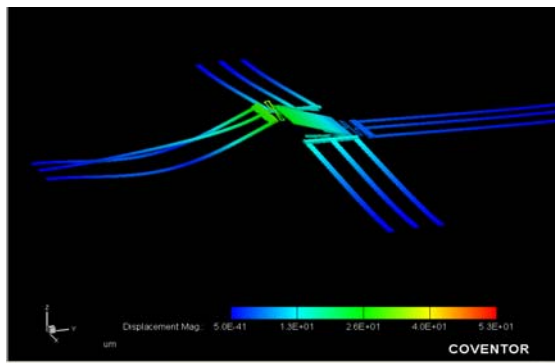 Z
Y
X
Displacement Mag.: 5.0E-41 1.3E+01 2.6E+01 4.0E+01 5.3E+01
um
COVENTOR